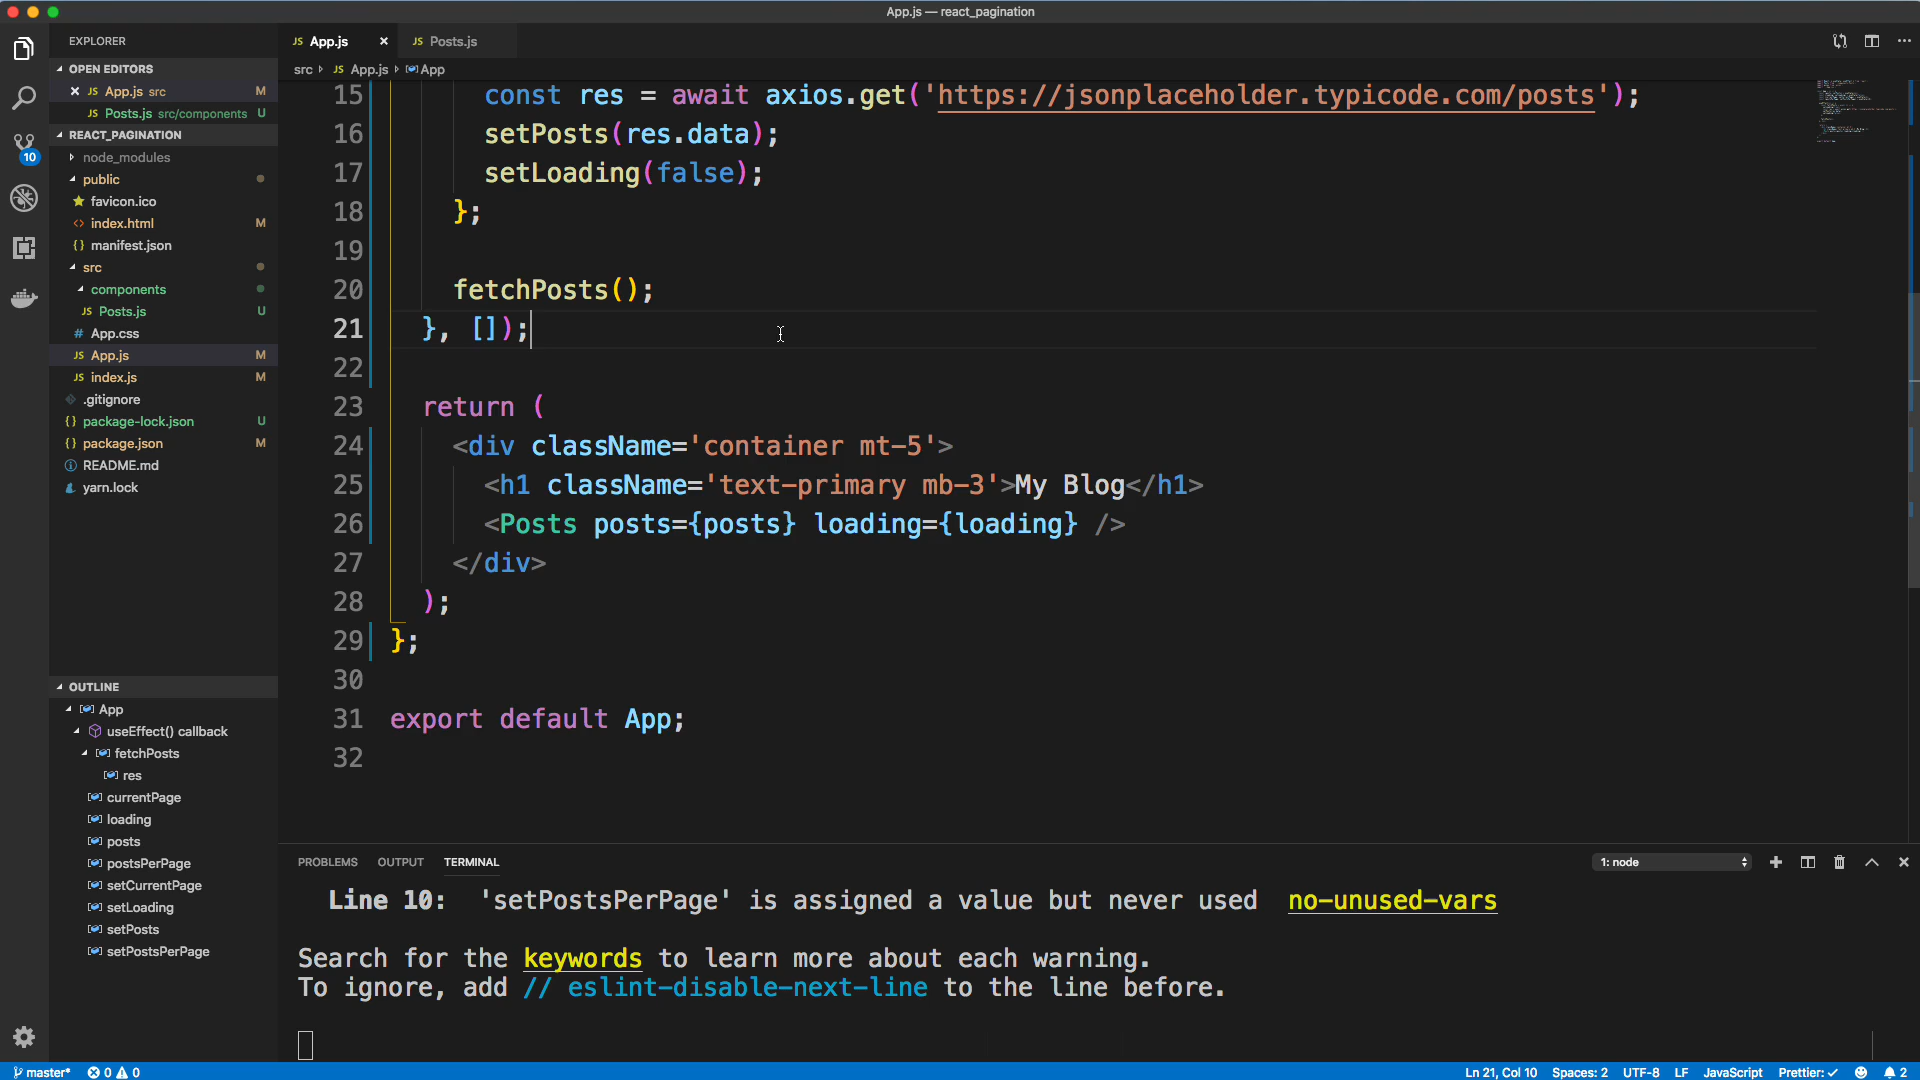 App.js — react_pagination
EXPLORER
OPEN EDITORS
App.js src M
Posts.js src/components U
REACT_PAGINATION
node_modules
public
favicon.ico
index.html M
manifest.json
src
components
Posts.js U
App.css
App.js M
index.js M
.gitignore
package-lock.json U
package.json M
README.md
yarn.lock
10
OUTLINE
App
useEffect() callback
fetchPosts
res
currentPage
loading
posts
postsPerPage
setCurrentPage
setLoading
setPosts
setPostsPerPage
JS App.js JS Posts.js
src JS App.js App
15 const res = await axios.get('https://jsonplaceholder.typicode.com/posts');
16 setPosts(res.data);
17 setLoading(false);
18 };
19
20 fetchPosts();
21 }, []);
22
23 return (
24 <div className='container mt-5'>
25 <h1 className='text-primary mb-3'>My Blog</h1>
26 <Posts posts={posts} loading={loading} />
27 </div>
28 );
29 };
30
31 export default App;
32
PROBLEMS OUTPUT TERMINAL 1: node
Line 10: 'setPostsPerPage' is assigned a value but never used no-unused-vars
Search for the keywords to learn more about each warning.
To ignore, add // eslint-disable-next-line to the line before.
master* 0 0 Ln 21, Col 10 Spaces: 2 UTF-8 LF JavaScript Prettier: ✓ 2